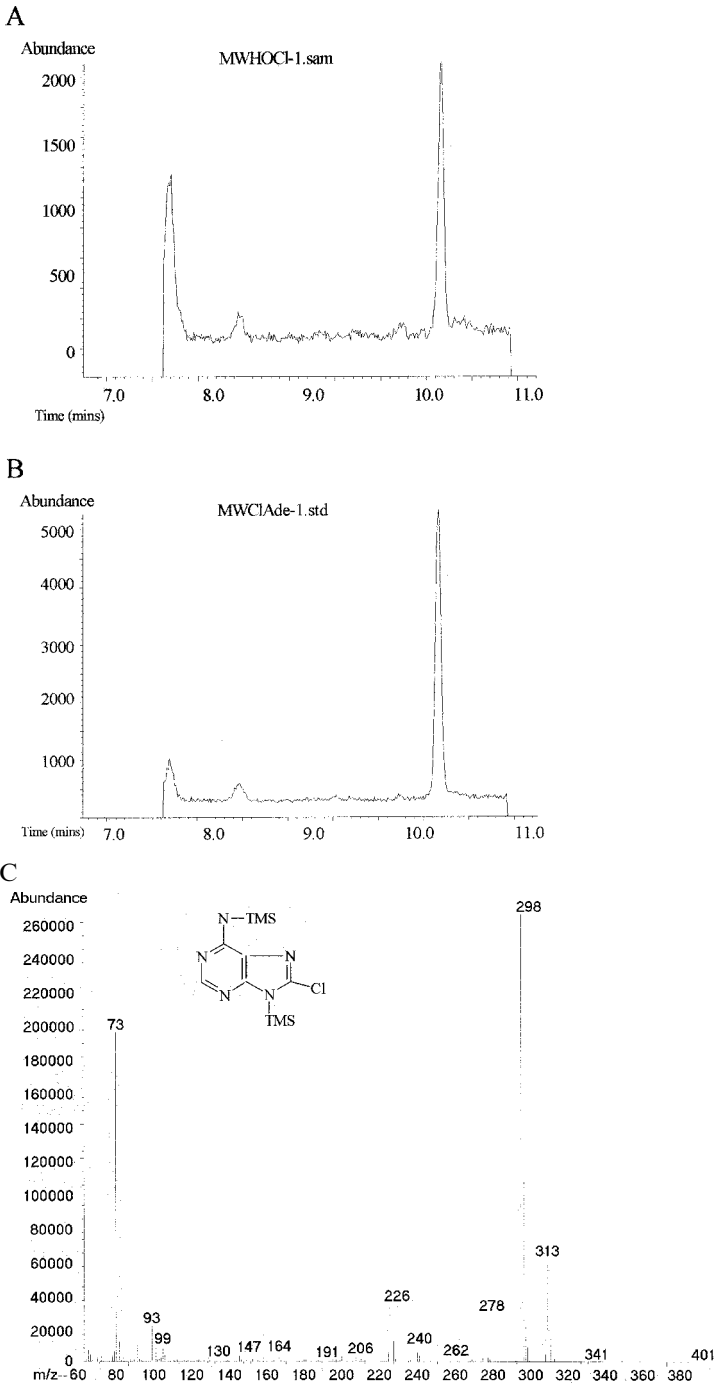 A
Abundance
MWHOCl-1.sam
2000
1500
1000
500
0
7.0 8.0 9.0 10.0 11.0
Time (mins)
B
Abundance
MWClAde-1.std
5000
4000
3000
2000
1000
Time (mins) 7.0 8.0 9.0 10.0 11.0
C
Abundance
260000
240000
220000
200000
180000
160000
140000
120000
100000
80000
60000
40000
20000
0
m/z--60 80 100 120 140 160 180 200 220 240 260 280 300 320 340 360 380
N—TMS
N
N
N
N
Cl
TMS
73
93
99
130
147
164
191
206
226
240
262
278
298
313
341
401